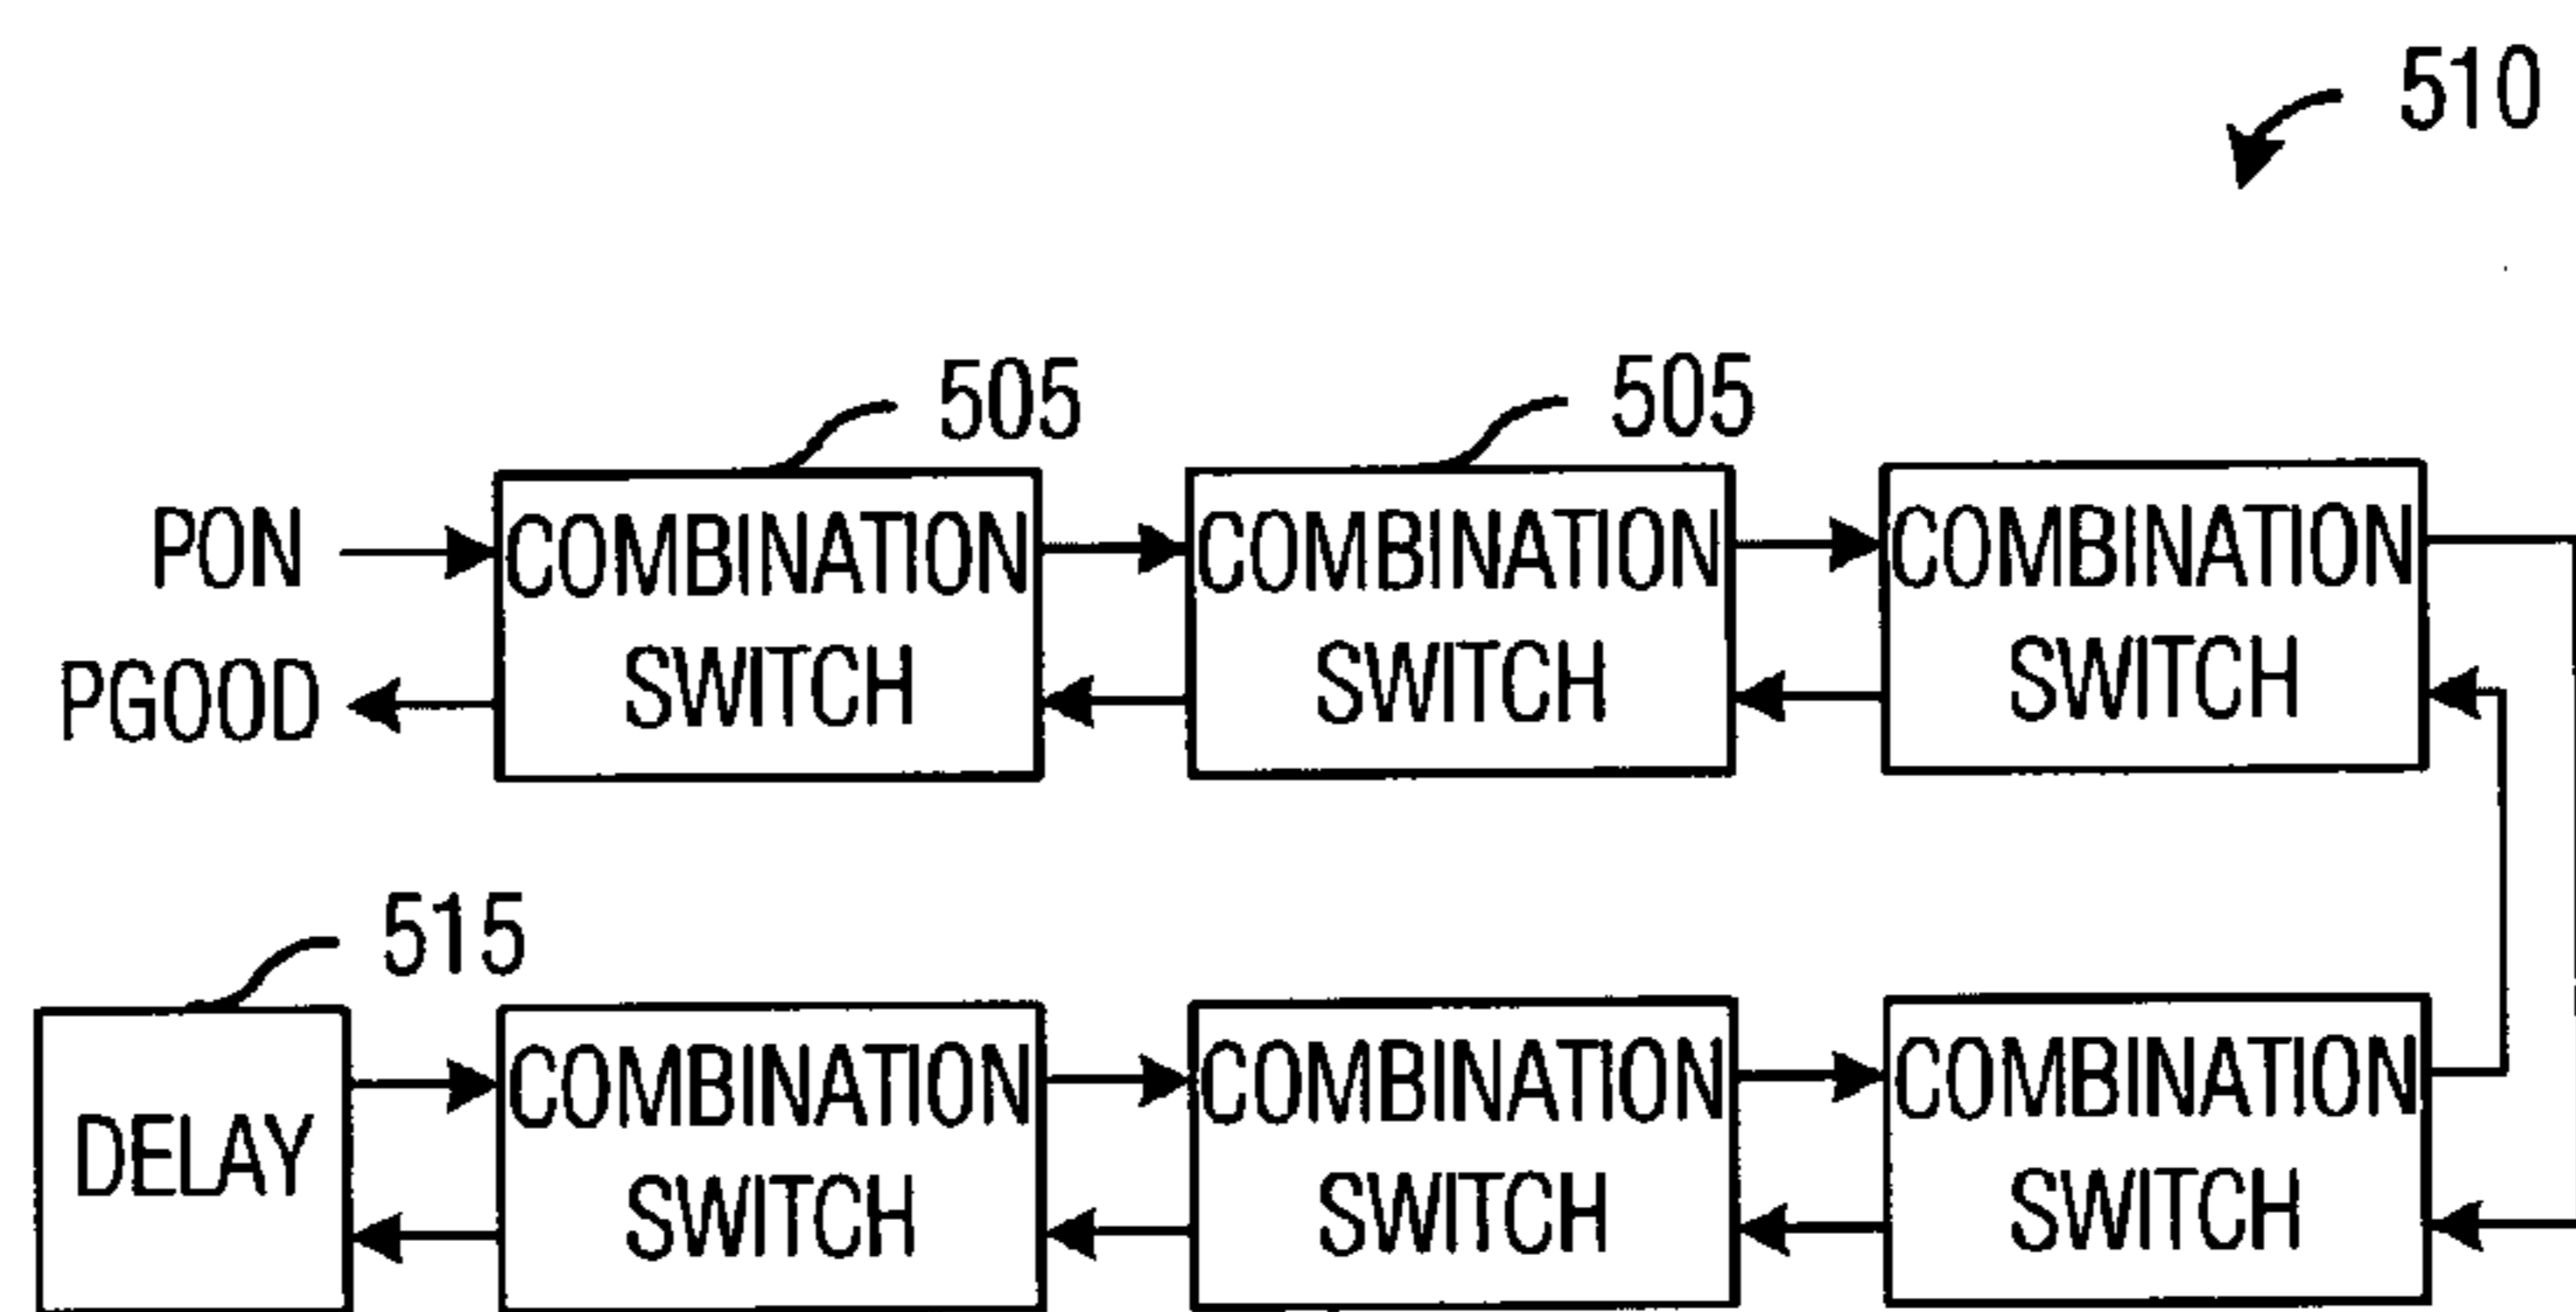 510
505
505
PON
PGOOD
COMBINATION
SWITCH
COMBINATION
SWITCH
COMBINATION
SWITCH
515
DELAY
COMBINATION
SWITCH
COMBINATION
SWITCH
COMBINATION
SWITCH